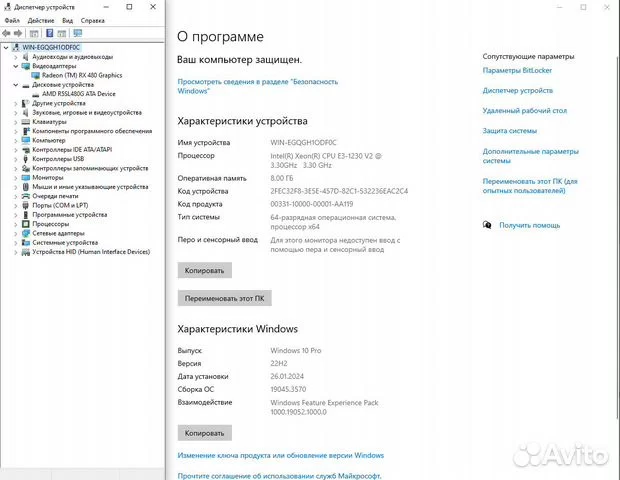 Диспетчер устройств
Файл Действие Вид Справка
WIN-EGQGH1ODF0C
Аудиовходы и аудиовыходы
Видеоадаптеры
Radeon (TM) RX 480 Graphics
Дисковые устройства
AMD R5SL480G ATA Device
Другие устройства
Звуковые, игровые и видеоустройства
Клавиатуры
Компоненты программного обеспечения
Компьютер
Контроллеры IDE ATA/ATAPI
Контроллеры USB
Контроллеры запоминающих устройств
Мониторы
Мыши и иные указывающие устройства
Очереди печати
Порты (COM и LPT)
Программные устройства
Процессоры
Сетевые адаптеры
Системные устройства
Устройства HID (Human Interface Devices)
О программе
Ваш компьютер защищен.
Просмотреть сведения в разделе "Безопасность
Windows"
Характеристики устройства
Имя устройства WIN-EGQGH1ODF0C
Процессор Intel(R) Xeon(R) CPU E3-1230 V2 @
3.30GHz 3.30 GHz
Оперативная память 8,00 ГБ
Код устройства 2FEC32F8-3E5E-457D-82C1-532236EAC2C4
Код продукта 00331-10000-00001-AA119
Тип системы 64-разрядная операционная система,
процессор x64
Перо и сенсорный ввод Для этого монитора недоступен ввод с
помощью пера и сенсорный ввод
Копировать
Переименовать этот ПК
Характеристики Windows
Выпуск Windows 10 Pro
Версия 22H2
Дата установки 26.01.2024
Сборка ОС 19045.3570
Взаимодействие Windows Feature Experience Pack
1000.19052.1000.0
Копировать
Изменение ключа продукта или обновление версии Windows
Прочтите соглашение об использовании служб Майкрософт.
Сопутствующие параметры
Параметры BitLocker
Диспетчер устройств
Удаленный рабочий стол
Защита системы
Дополнительные параметры
системы
Переименовать этот ПК (для
опытных пользователей)
Получить помощь
Avito